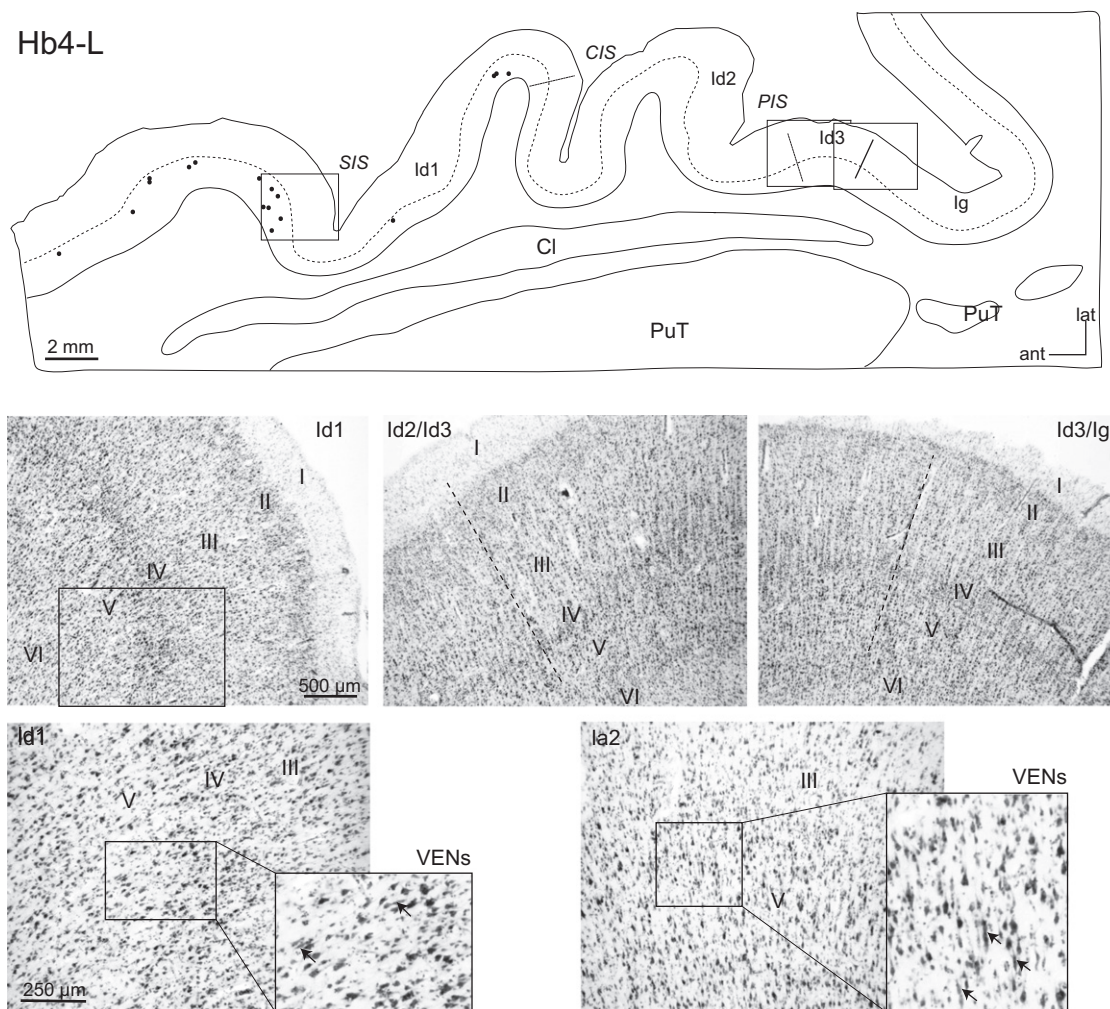 Hb4-L
CIS
Id2
PIS
SIS
Id1
Id3
Ig
Cl
PuT
PuT
lat
ant
2 mm
Id1
I
II
III
IV
V
VI
500 µm
Id2/Id3
I
II
III
IV
V
VI
Id3/Ig
I
II
III
IV
V
VI
Id1
III
IV
V
VENs
250 µm
Ia2
III
V
VENs